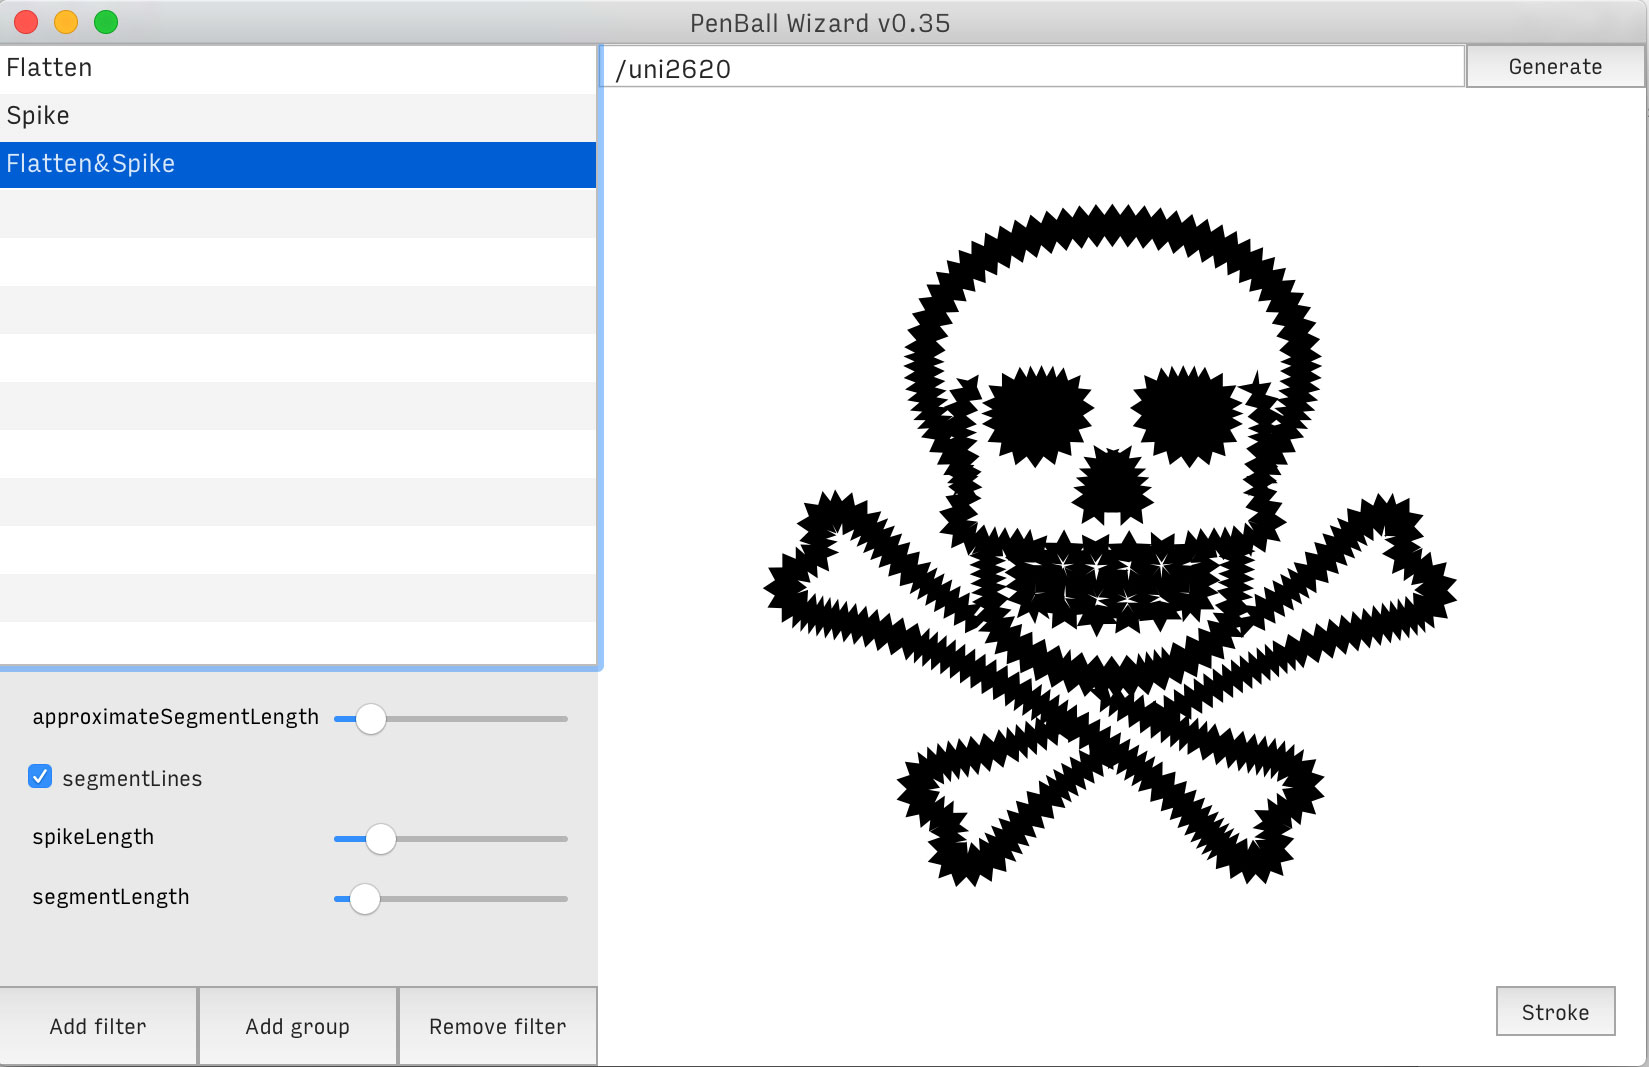 PenBall Wizard v0.35
Flatten
Spike
Flatten&Spike
/uni2620
Generate
approximateSegmentLength
segmentLines
spikeLength
segmentLength
Add filter
Add group
Remove filter
Stroke